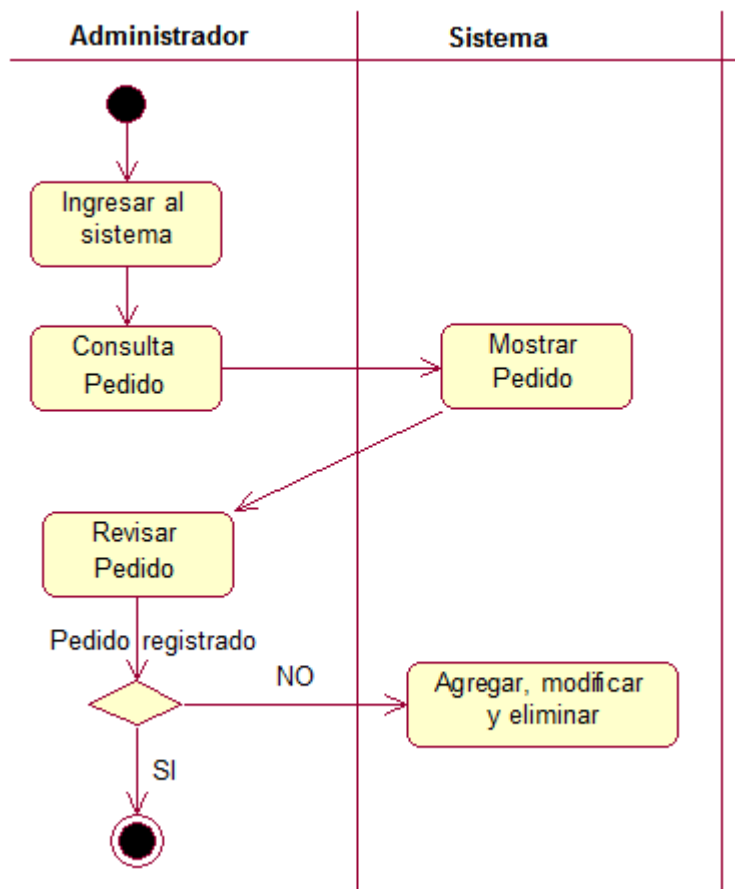 Administrador
Sistema
Ingresar al
sistema
Consulta
Pedido
Mostrar
Pedido
Revisar
Pedido
Pedido registrado
NO
Agregar, modificar
y eliminar
SI